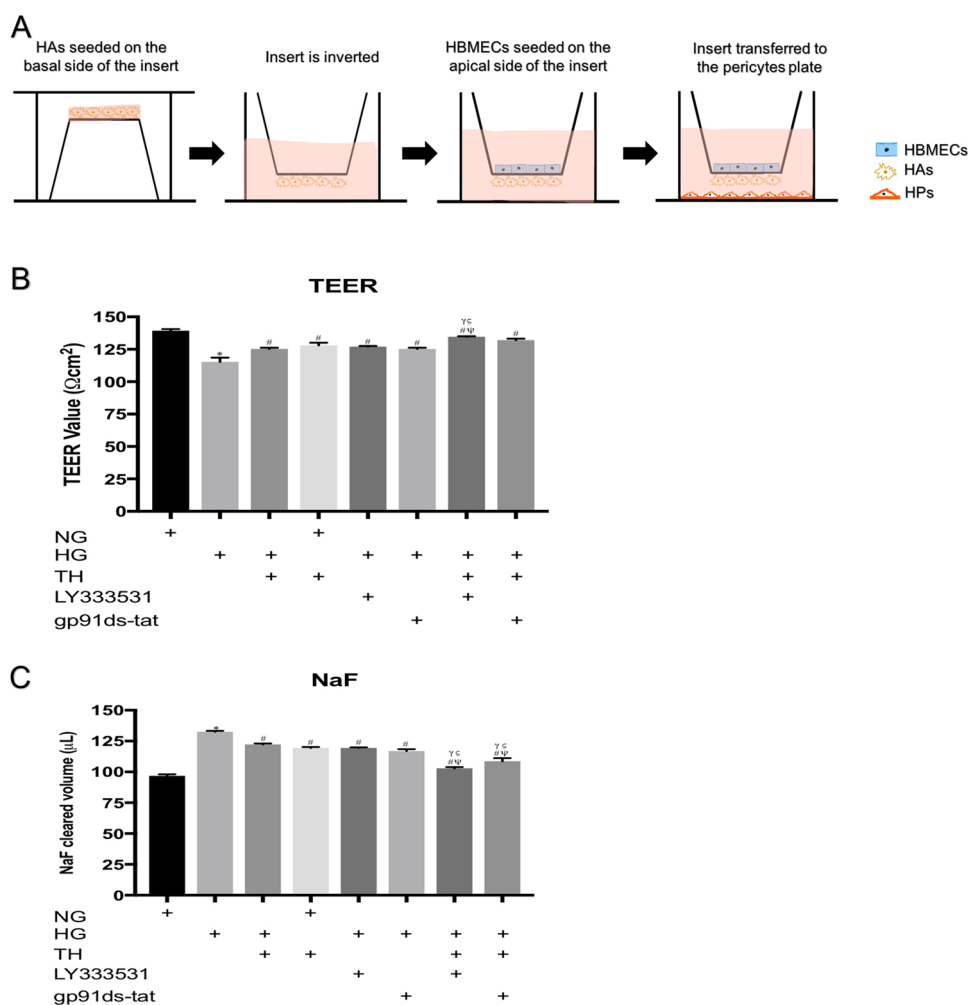 A
HAs seeded on the
basal side of the insert
Insert is inverted
HBMECs seeded on the
apical side of the insert
Insert transferred to
the pericytes plate
HBMECs
HAs
HPs
B
TEER
TEER Value (Ωcm²)
150
125
100
75
50
25
0
* # # # # γς #Ψ #
NG + +
HG + + + + + +
TH + + + +
LY333531 + +
gp91ds-tat + +
C
NaF
NaF cleared volume (μL)
150
125
100
75
50
25
0
* # # # # γς #Ψ γς #Ψ
NG + +
HG + + + + + +
TH + + + +
LY333531 + +
gp91ds-tat + +